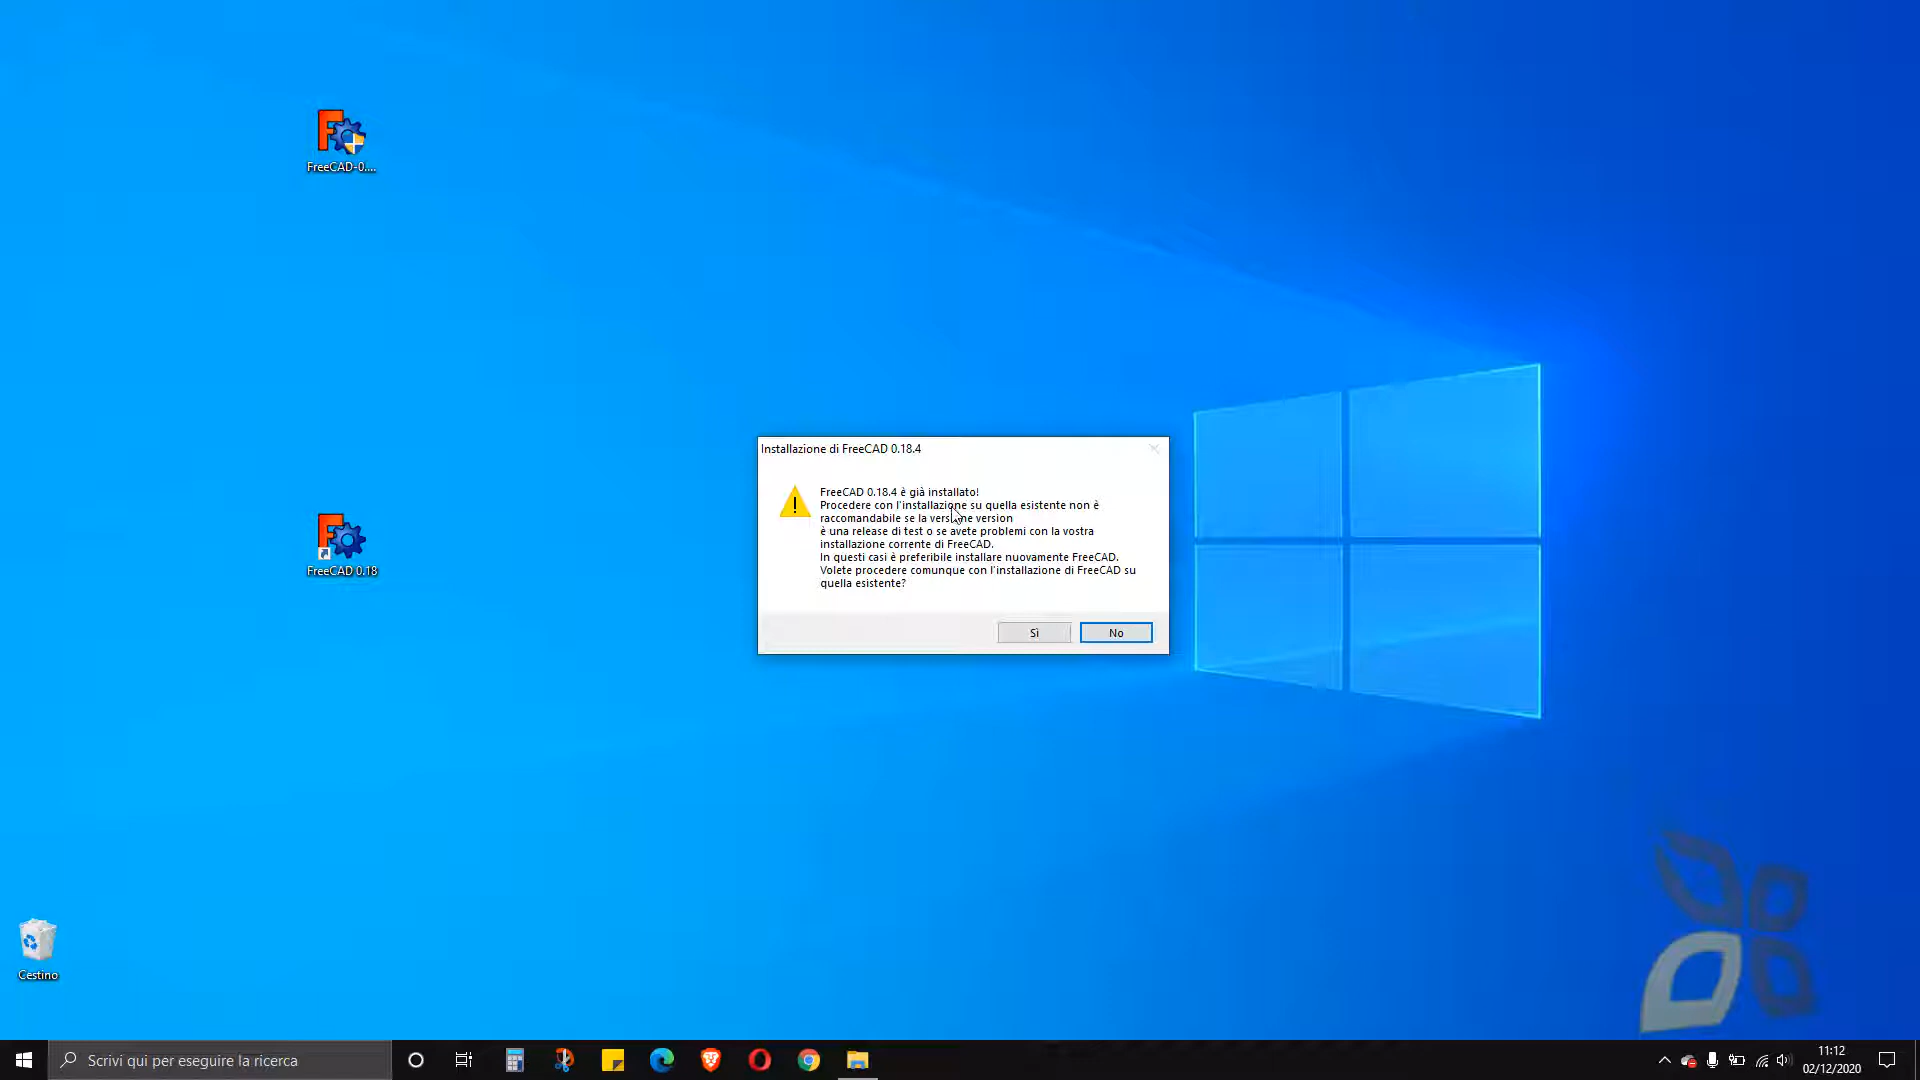 FreeCAD-0....
Installazione di FreeCAD 0.18.4
FreeCAD 0.18.4 è già installato!
Procedere con l'installazione su quella esistente non è
raccomandabile se la versione version
è una release di test o se avete problemi con la vostra
installazione corrente di FreeCAD.
In questi casi è preferibile installare nuovamente FreeCAD.
Volete procedere comunque con l'installazione di FreeCAD su
quella esistente?
Sì
No
FreeCAD 0.18
Cestino
Scrivi qui per eseguire la ricerca
11:12
02/12/2020